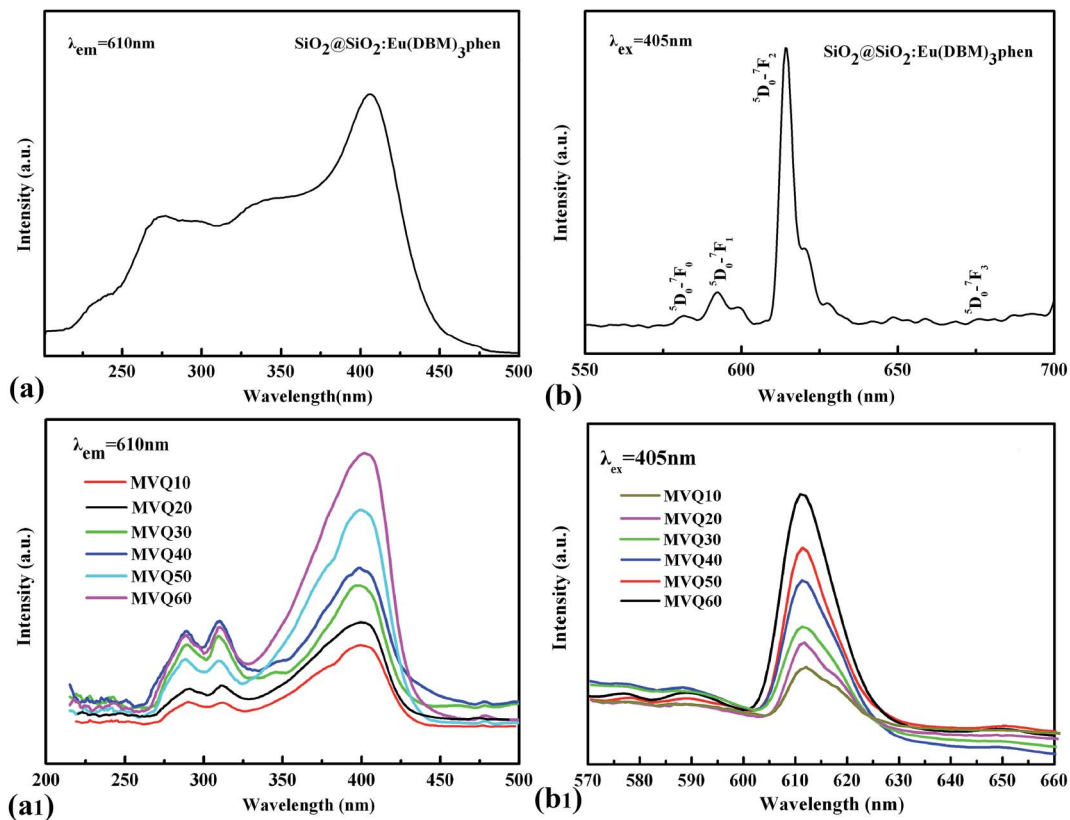 λem=610nm
SiO2@SiO2:Eu(DBM)3phen
Intensity (a.u.)
250 300 350 400 450 500
Wavelength(nm)
(a)
λex=405nm
SiO2@SiO2:Eu(DBM)3phen
5D0-7F0
5D0-7F1
5D0-7F2
5D0-7F3
Intensity (a.u.)
550 600 650 700
Wavelength (nm)
(b)
λem=610nm
MVQ10
MVQ20
MVQ30
MVQ40
MVQ50
MVQ60
Intensity (a.u.)
200 250 300 350 400 450 500
Wavelength (nm)
(a1)
λex=405nm
MVQ10
MVQ20
MVQ30
MVQ40
MVQ50
MVQ60
Intensity (a.u.)
570 580 590 600 610 620 630 640 650 660
Wavelength (nm)
(b1)